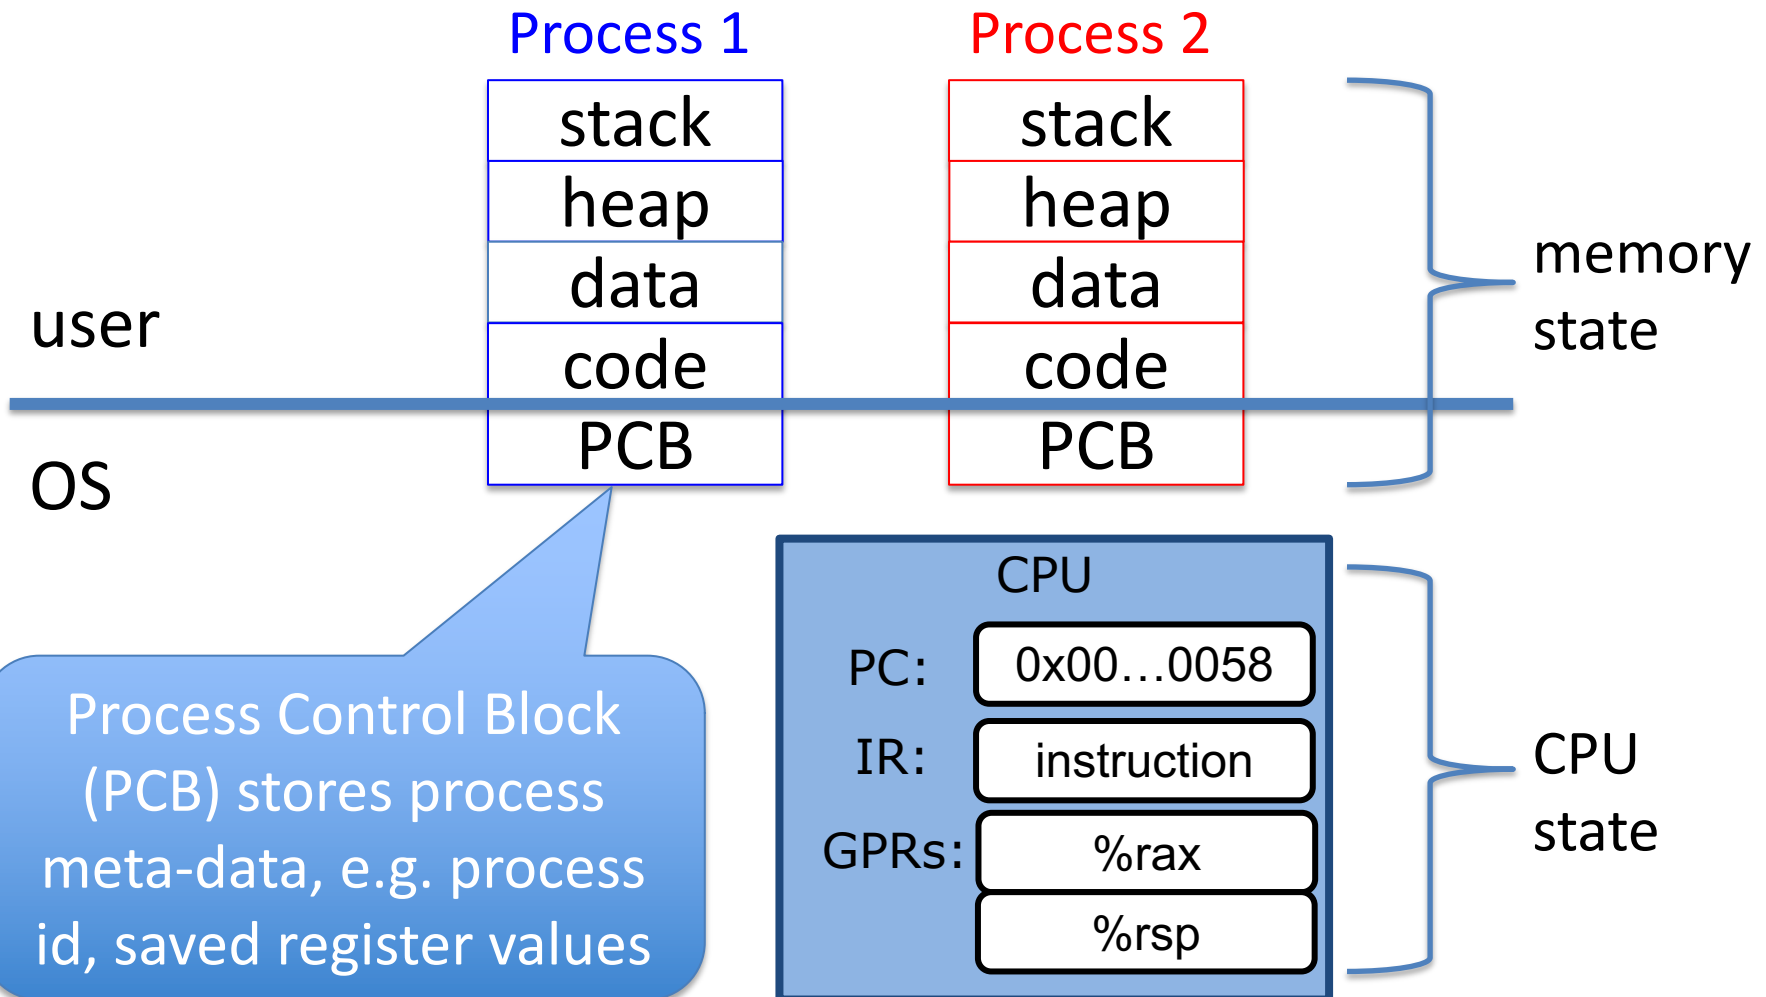 Process 1
Process 2
stack
stack
heap
heap
data
data
code
code
PCB
PCB
user
OS
memory
state
Process Control Block
(PCB) stores process
meta-data, e.g. process
id, saved register values
CPU
PC:
0x00...0058
IR:
instruction
GPRs:
%rax
%rsp
CPU
state